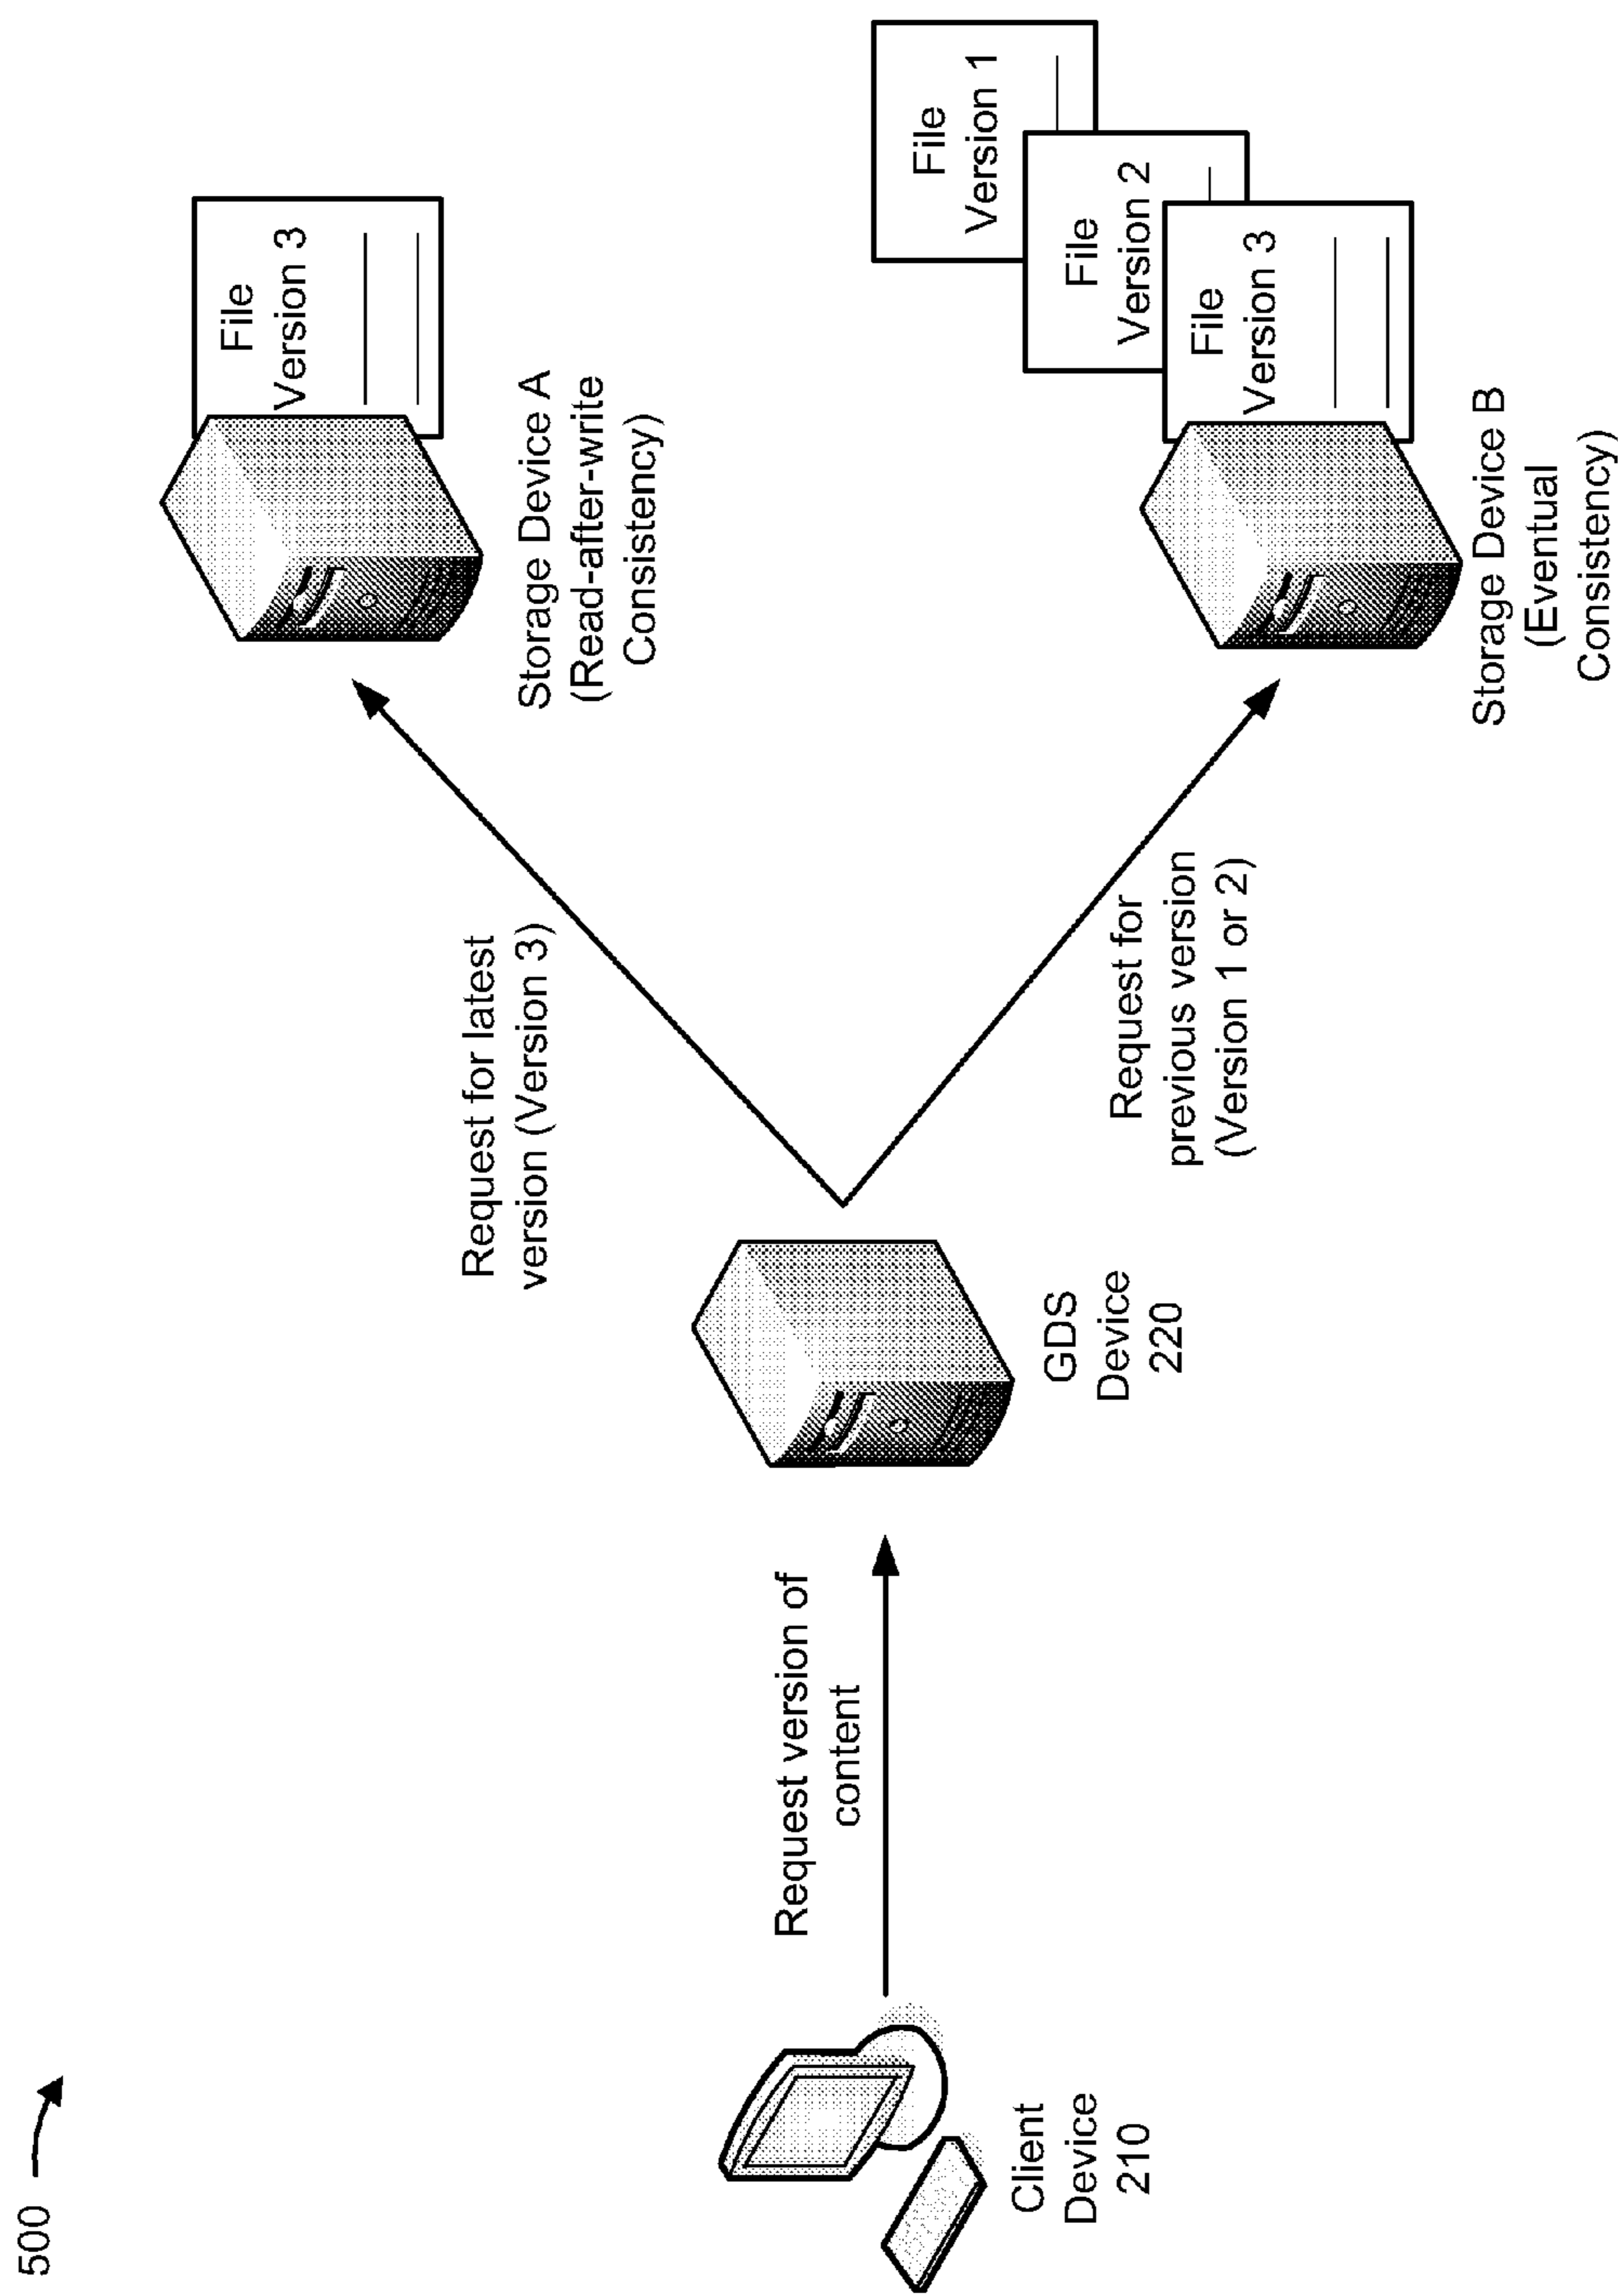 500
Client
Device
210
Request version of
content
GDS
Device
220
Request for latest
version (Version 3)
Request for
previous version
(Version 1 or 2)
Storage Device A
(Read-after-write
Consistency)
File
Version 3
Storage Device B
(Eventual
Consistency)
File
Version 1
File
Version 2
File
Version 3